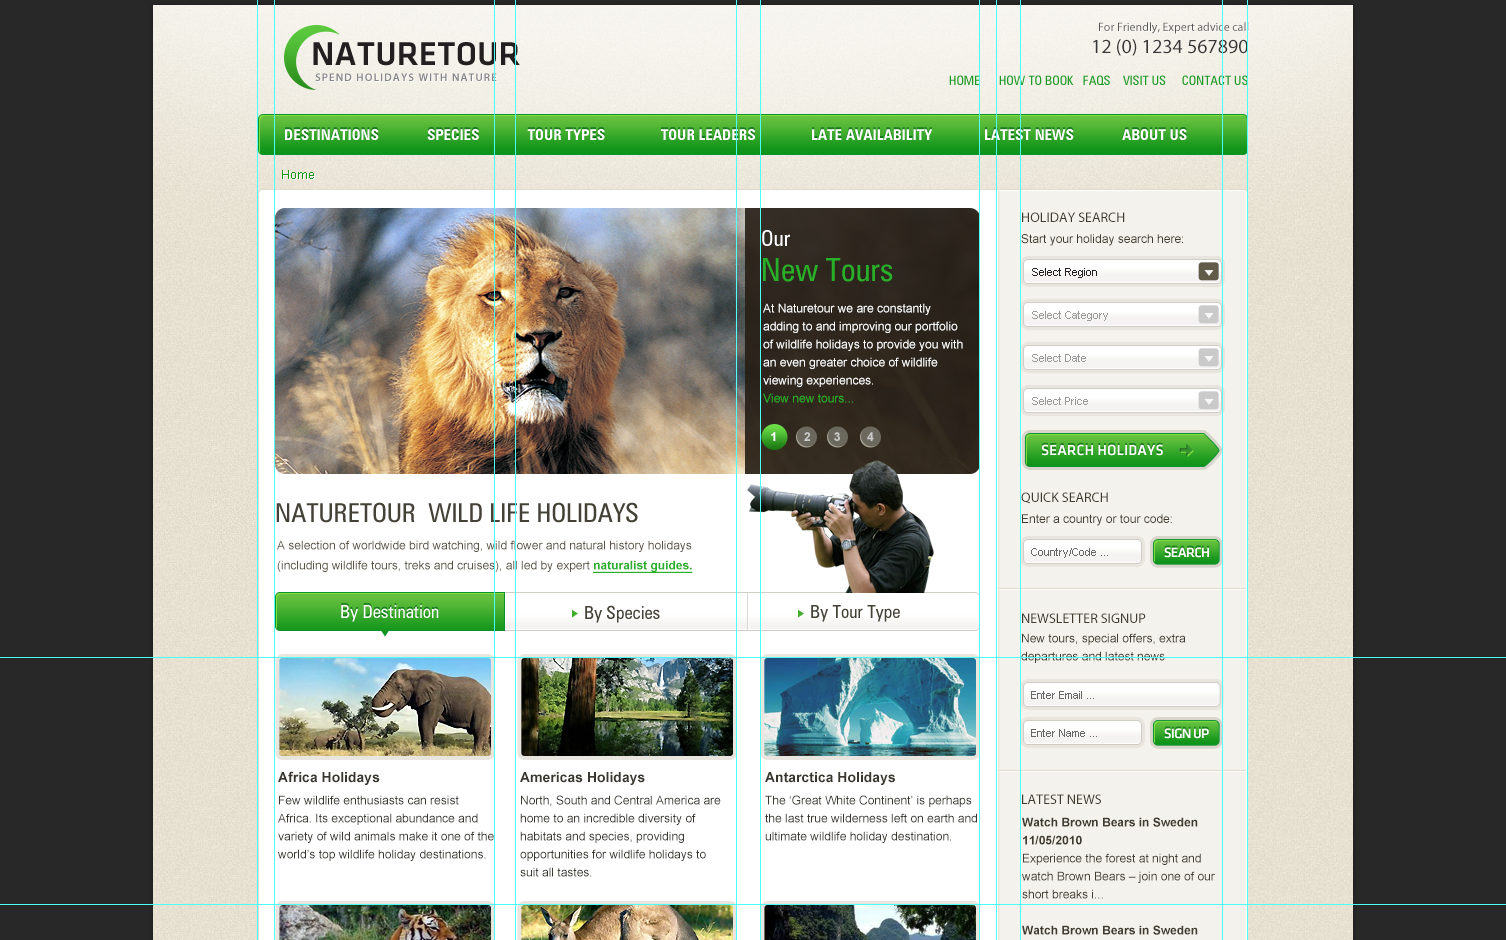 For Friendly, Expert advice call
12 (0) 1234 567890
NATURETOUR
SPEND HOLIDAYS WITH NATURE
HOME HOW TO BOOK FAQS VISIT US CONTACT US
DESTINATIONS SPECIES TOUR TYPES TOUR LEADERS LATE AVAILABILITY LATEST NEWS ABOUT US
Home
Our
New Tours
At Naturetour we are constantly
adding to and improving our portfolio
of wildlife holidays to provide you with
an even greater choice of wildlife
viewing experiences.
View new tours...
1 2 3 4
NATURETOUR WILD LIFE HOLIDAYS
A selection of worldwide bird watching, wild flower and natural history holidays
(including wildlife tours, treks and cruises), all led by expert naturalist guides.
By Destination By Species By Tour Type
Africa Holidays
Few wildlife enthusiasts can resist
Africa. Its exceptional abundance and
variety of wild animals make it one of the
world's top wildlife holiday destinations.
Americas Holidays
North, South and Central America are
home to an incredible diversity of
habitats and species, providing
opportunities for wildlife holidays to
suit all tastes.
Antarctica Holidays
The ‘Great White Continent’ is perhaps
the last true wilderness left on earth and
ultimate wildlife holiday destination.
HOLIDAY SEARCH
Start your holiday search here:
Select Region
Select Category
Select Date
Select Price
SEARCH HOLIDAYS
QUICK SEARCH
Enter a country or tour code:
Country/Code ... SEARCH
NEWSLETTER SIGNUP
New tours, special offers, extra
departures and latest news
Enter Email ...
Enter Name ... SIGN UP
LATEST NEWS
Watch Brown Bears in Sweden
11/05/2010
Experience the forest at night and
watch Brown Bears – join one of our
short breaks i...
Watch Brown Bears in Sweden